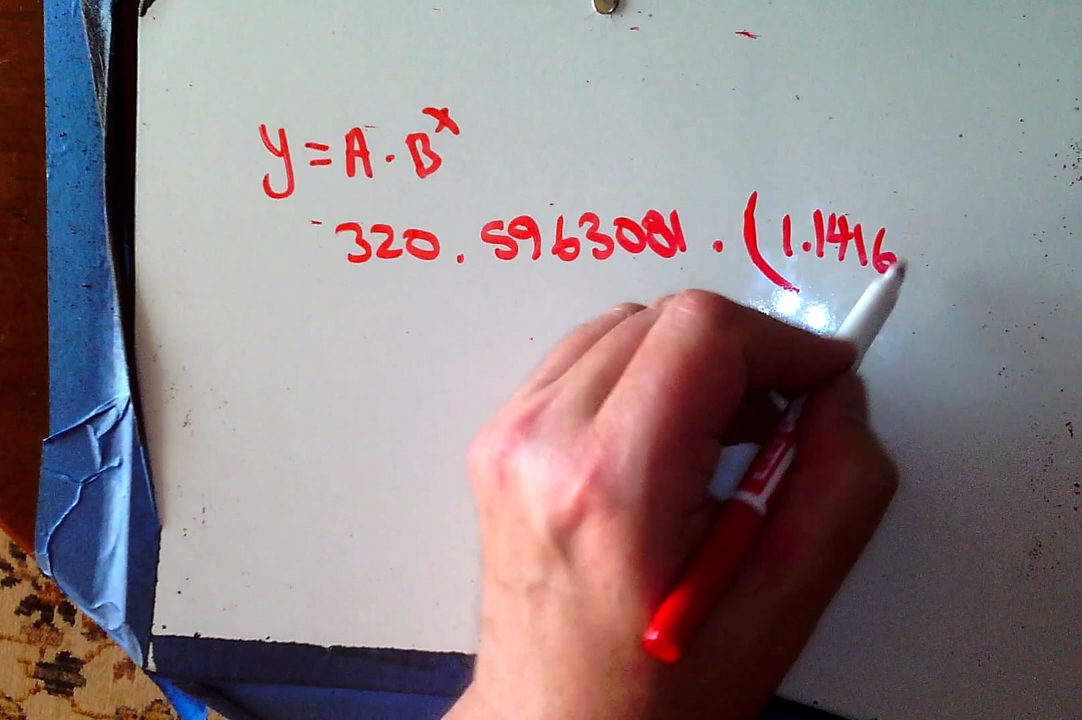 y = A · B^x
320.5963081 · (1.1416